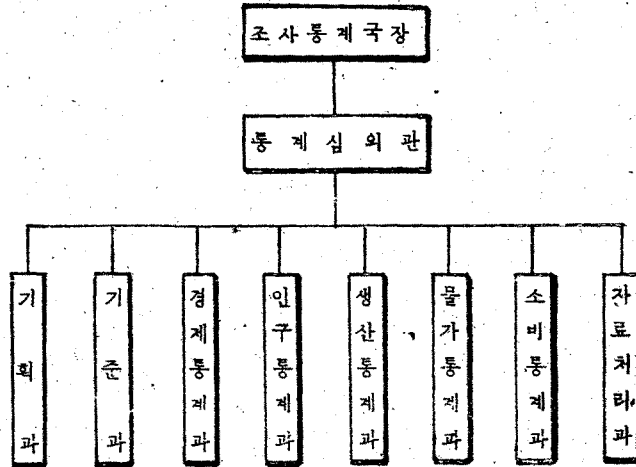 조사통계국장
통계심의관
기획과
기준과
경제통계과
인구통계과
생산통계과
물가통계과
소비통계과
자료처리과